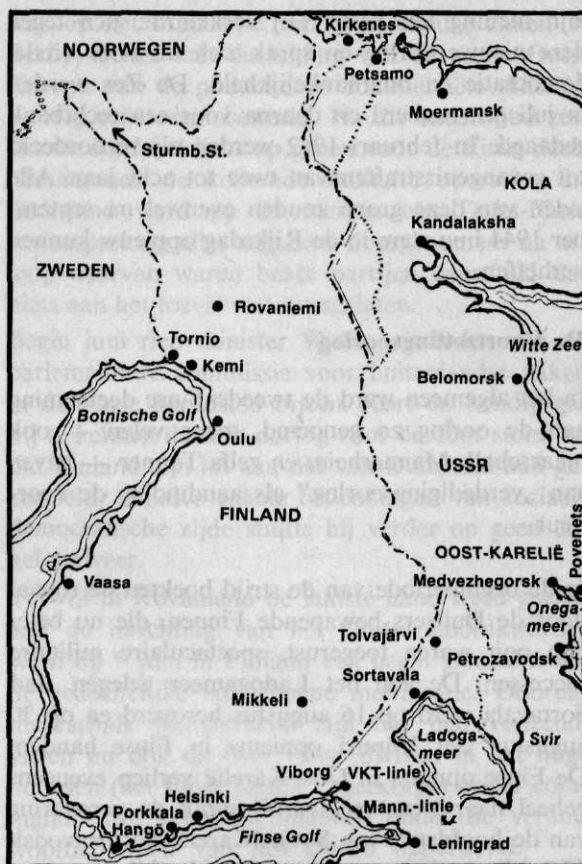 Kirkenes
NOORWEGEN
Petsamo
Moermansk
Sturmb.St.
KOLA
Kandalaksha
ZWEDEN
Rovaniemi
Witte Zee
Tornio
Kemi
Belomorsk
Botnische Golf
Oulu
USSR
FINLAND
OOST-KARELIË
Povenets
Vaasa
Medvezhegorsk
Onega-
meer
Tolvajärvi
Petrozavodsk
Sortavala
Mikkeli
Ladoga-
meer
Svir
Viborg
VKT-linie
Helsinki
Mann.-linie
Porkkala
Hangö
Finse Golf
Leningrad